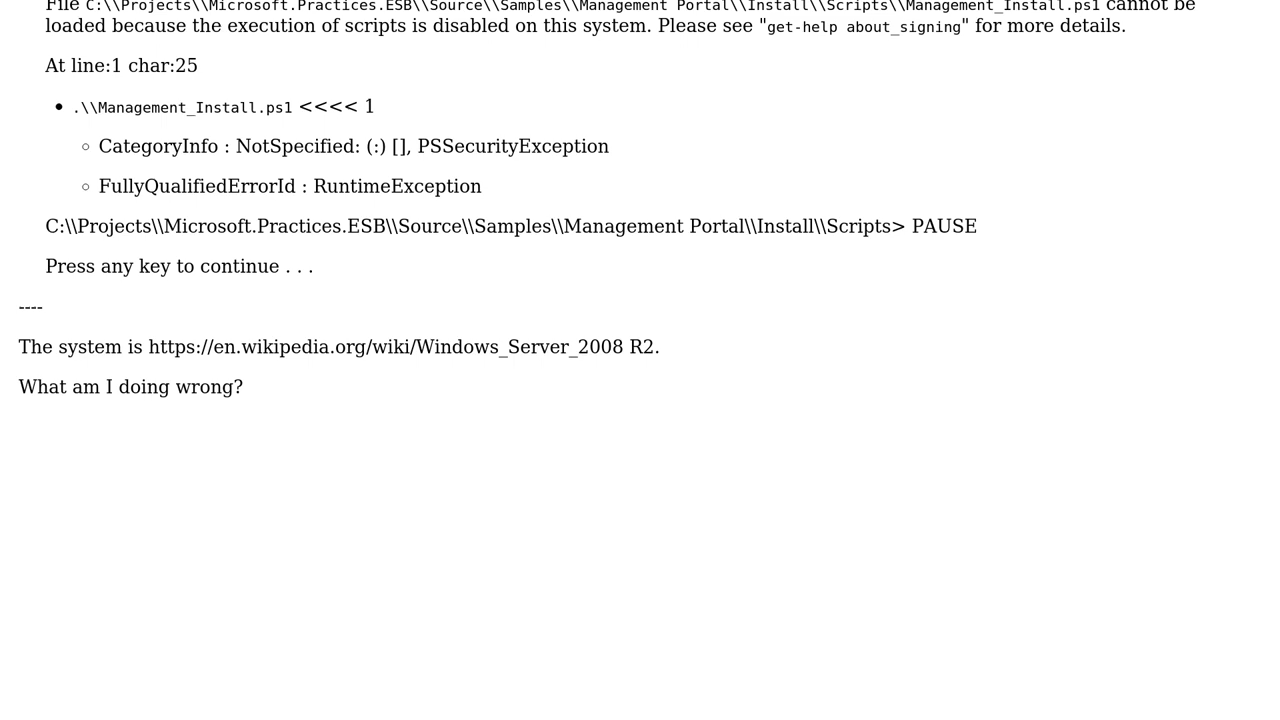 File C:\\Projects\\Microsoft.Practices.ESB\\Source\\Samples\\Management Portal\\Install\\Scripts\\Management_Install.ps1 cannot be
loaded because the execution of scripts is disabled on this system. Please see "get-help about_signing" for more details.
At line:1 char:25
• .\\Management_Install.ps1 <<<< 1
◦ CategoryInfo : NotSpecified: (:) [], PSSecurityException
◦ FullyQualifiedErrorId : RuntimeException
C:\\Projects\\Microsoft.Practices.ESB\\Source\\Samples\\Management Portal\\Install\\Scripts> PAUSE
Press any key to continue . . .
----
The system is https://en.wikipedia.org/wiki/Windows_Server_2008 R2.
What am I doing wrong?